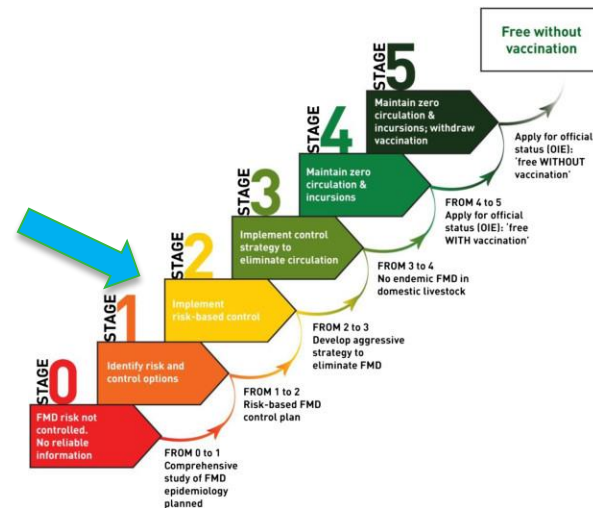 Free without
vaccination
STAGE
5
Maintain zero
circulation &
incursions; withdraw
vaccination
Apply for official
status (OIE):
‘free WITHOUT
vaccination’
STAGE
4
Maintain zero
circulation &
incursions
FROM 4 TO 5
Apply for official
status (OIE): ‘free
WITH vaccination’
STAGE
3
Implement control
strategy to
eliminate circulation
FROM 3 TO 4
No endemic FMD in
domestic livestock
STAGE
2
Implement
risk-based control
FROM 2 TO 3
Develop aggressive
strategy to
eliminate FMD
STAGE
1
Identify risk and
control options
FROM 1 TO 2
Risk-based FMD
control plan
STAGE
0
FMD risk not
controlled.
No reliable
information
FROM 0 TO 1
Comprehensive
study of FMD
epidemiology
planned